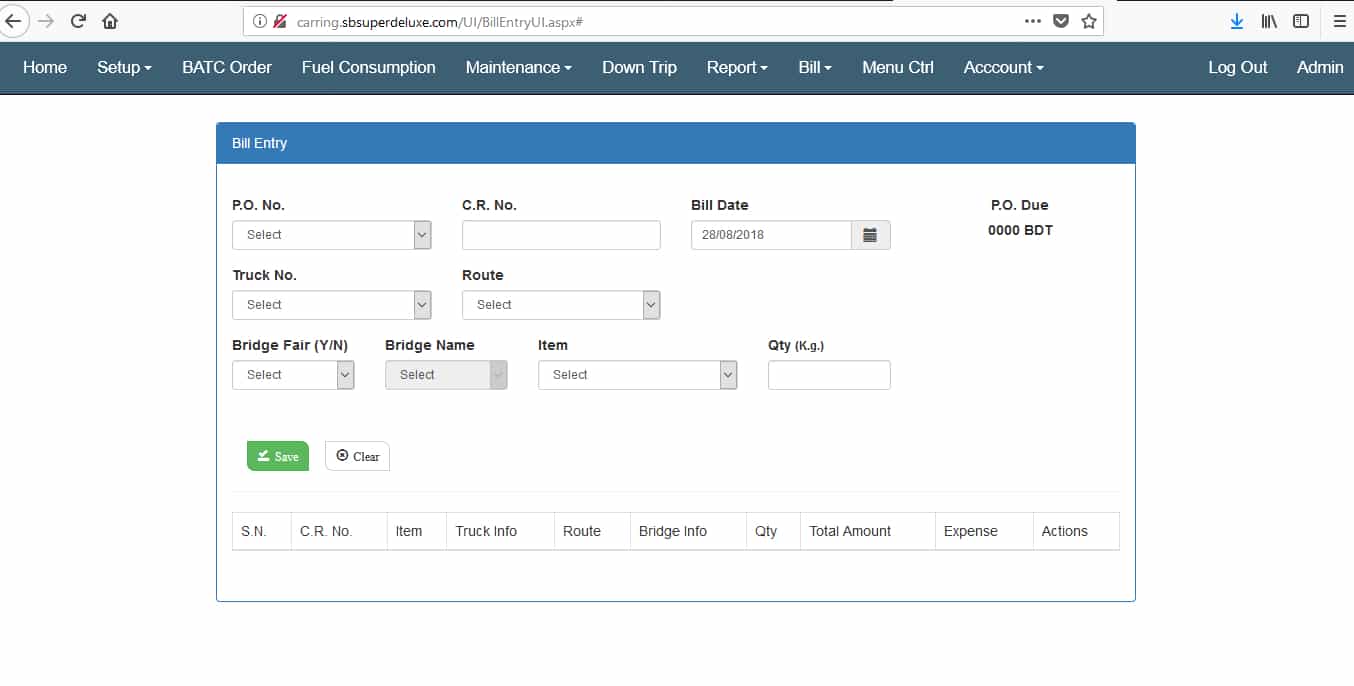 carring.sbsuperdeluxe.com/UI/BillEntryUI.aspx#
Home Setup BATC Order Fuel Consumption Maintenance Down Trip Report Bill Menu Ctrl Acccount Log Out Admin
Bill Entry
P.O. No. C.R. No. Bill Date P.O. Due
Select 28/08/2018 0000 BDT
Truck No. Route
Select Select
Bridge Fair (Y/N) Bridge Name Item Qty (K.g.)
Select Select Select
Save Clear
S.N. C.R. No. Item Truck Info Route Bridge Info Qty Total Amount Expense Actions